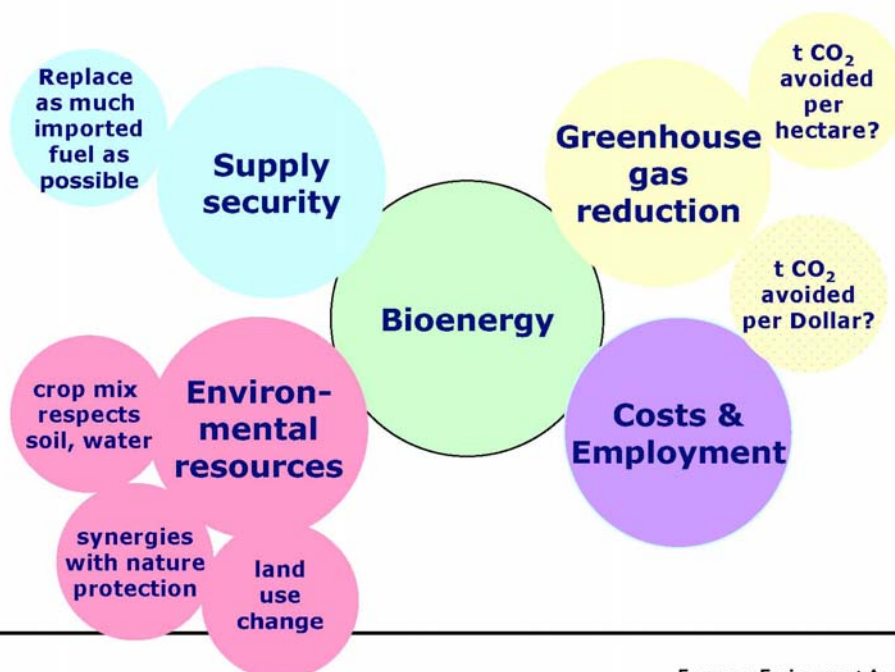 Replace
as much
imported
fuel as
possible
Supply
security
Greenhouse
gas
reduction
t CO₂
avoided
per
hectare?
t CO₂
avoided
per Dollar?
Bioenergy
Environ-
mental
resources
crop mix
respects
soil, water
synergies
with nature
protection
land
use
change
Costs &
Employment